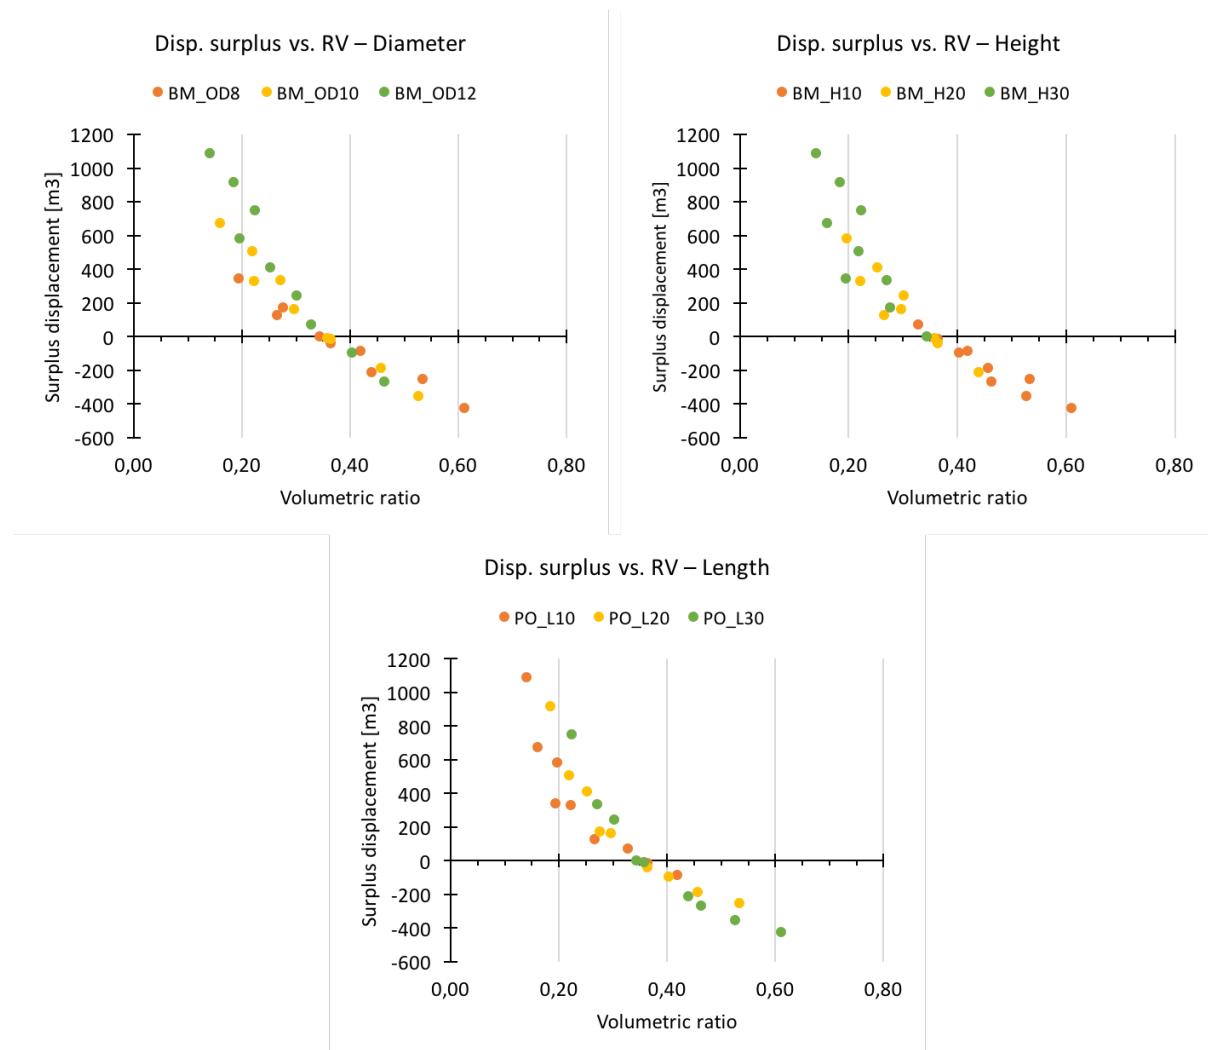 Disp. surplus vs. RV – Diameter
BM_OD8 BM_OD10 BM_OD12
1200
1000
800
600
400
200
0
-200
-400
-600
Surplus displacement [m3]
0,00 0,20 0,40 0,60 0,80
Volumetric ratio
Disp. surplus vs. RV – Height
BM_H10 BM_H20 BM_H30
1200
1000
800
600
400
200
0
-200
-400
-600
Surplus displacement [m3]
0,00 0,20 0,40 0,60 0,80
Volumetric ratio
Disp. surplus vs. RV – Length
PO_L10 PO_L20 PO_L30
1200
1000
800
600
400
200
0
-200
-400
-600
Surplus displacement [m3]
0,00 0,20 0,40 0,60 0,80
Volumetric ratio